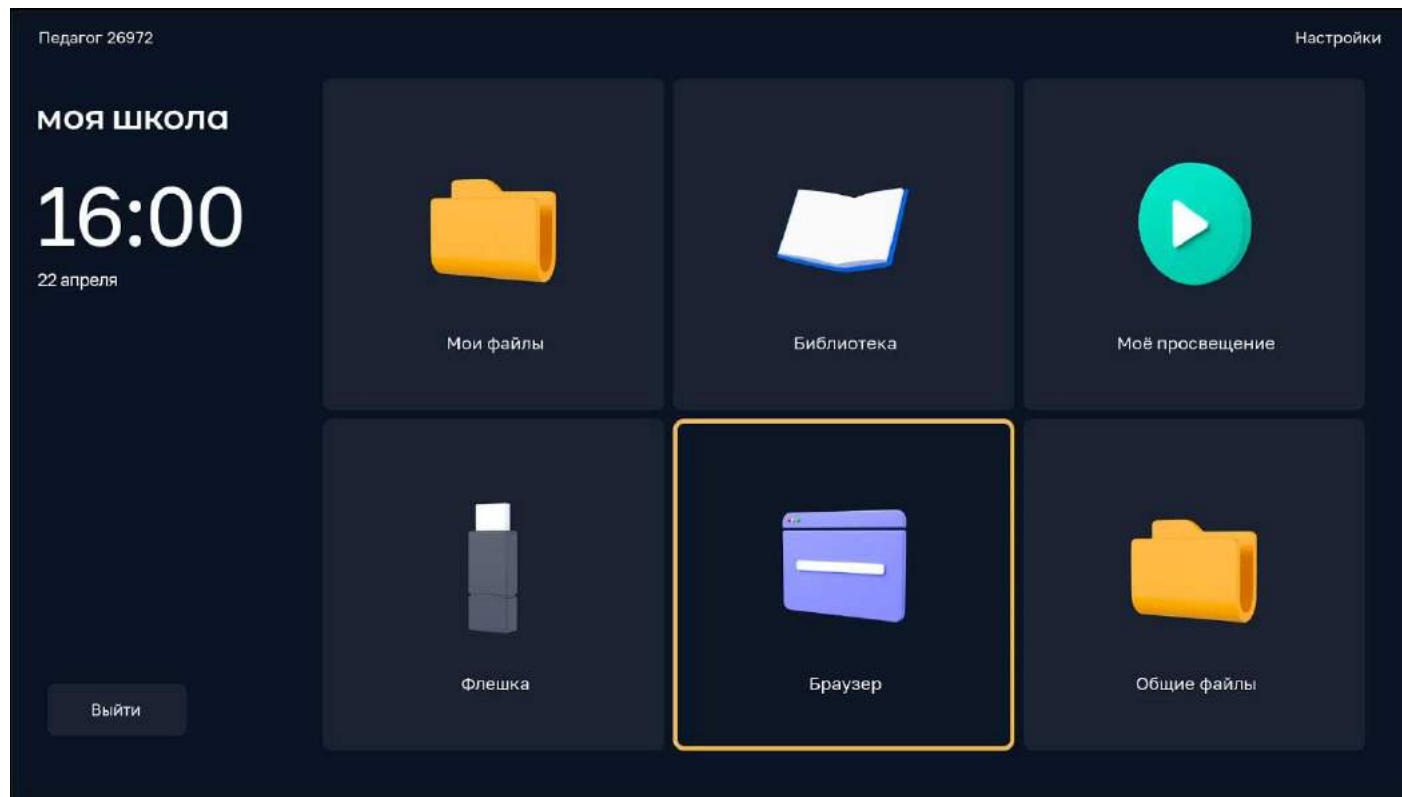 Педагог 26972
Настройки
моя школа
16:00
22 апреля
Мои файлы
Библиотека
Моё просвещение
Флешка
Браузер
Общие файлы
Выйти